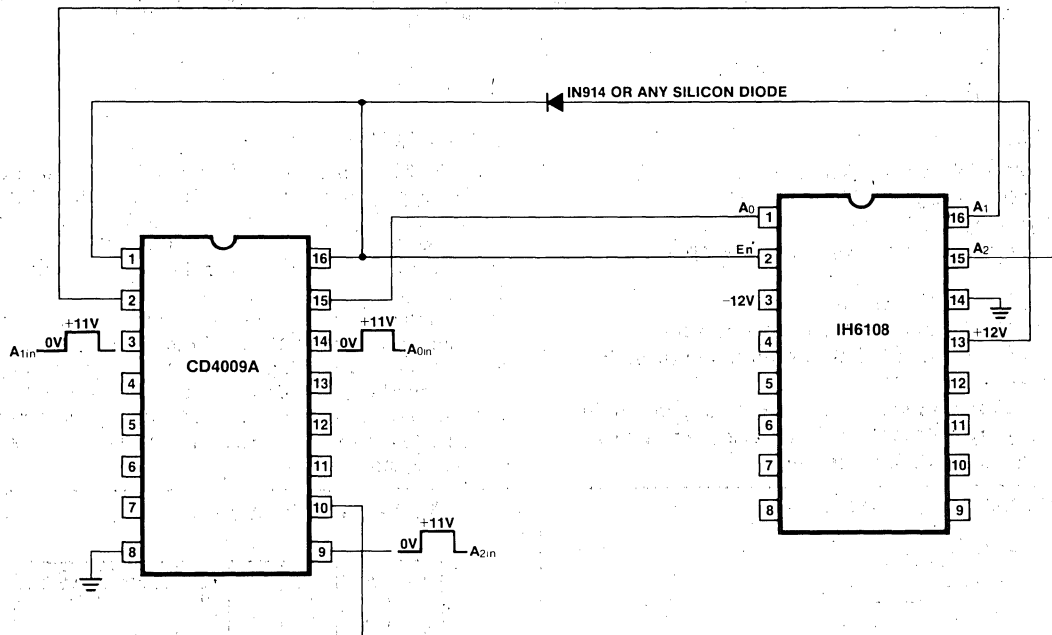 IN914 OR ANY SILICON DIODE
A0 1 16 A1
En' 2 15 A2
-12V 3 14
4 13 +12V
5 12
6 11
7 10
8 9
IH6108
1 16
2 15
3 14
4 13
5 12
6 11
7 10
8 9
CD4009A
A1in 0V +11V
0V +11V A0in
0V +11V A2in